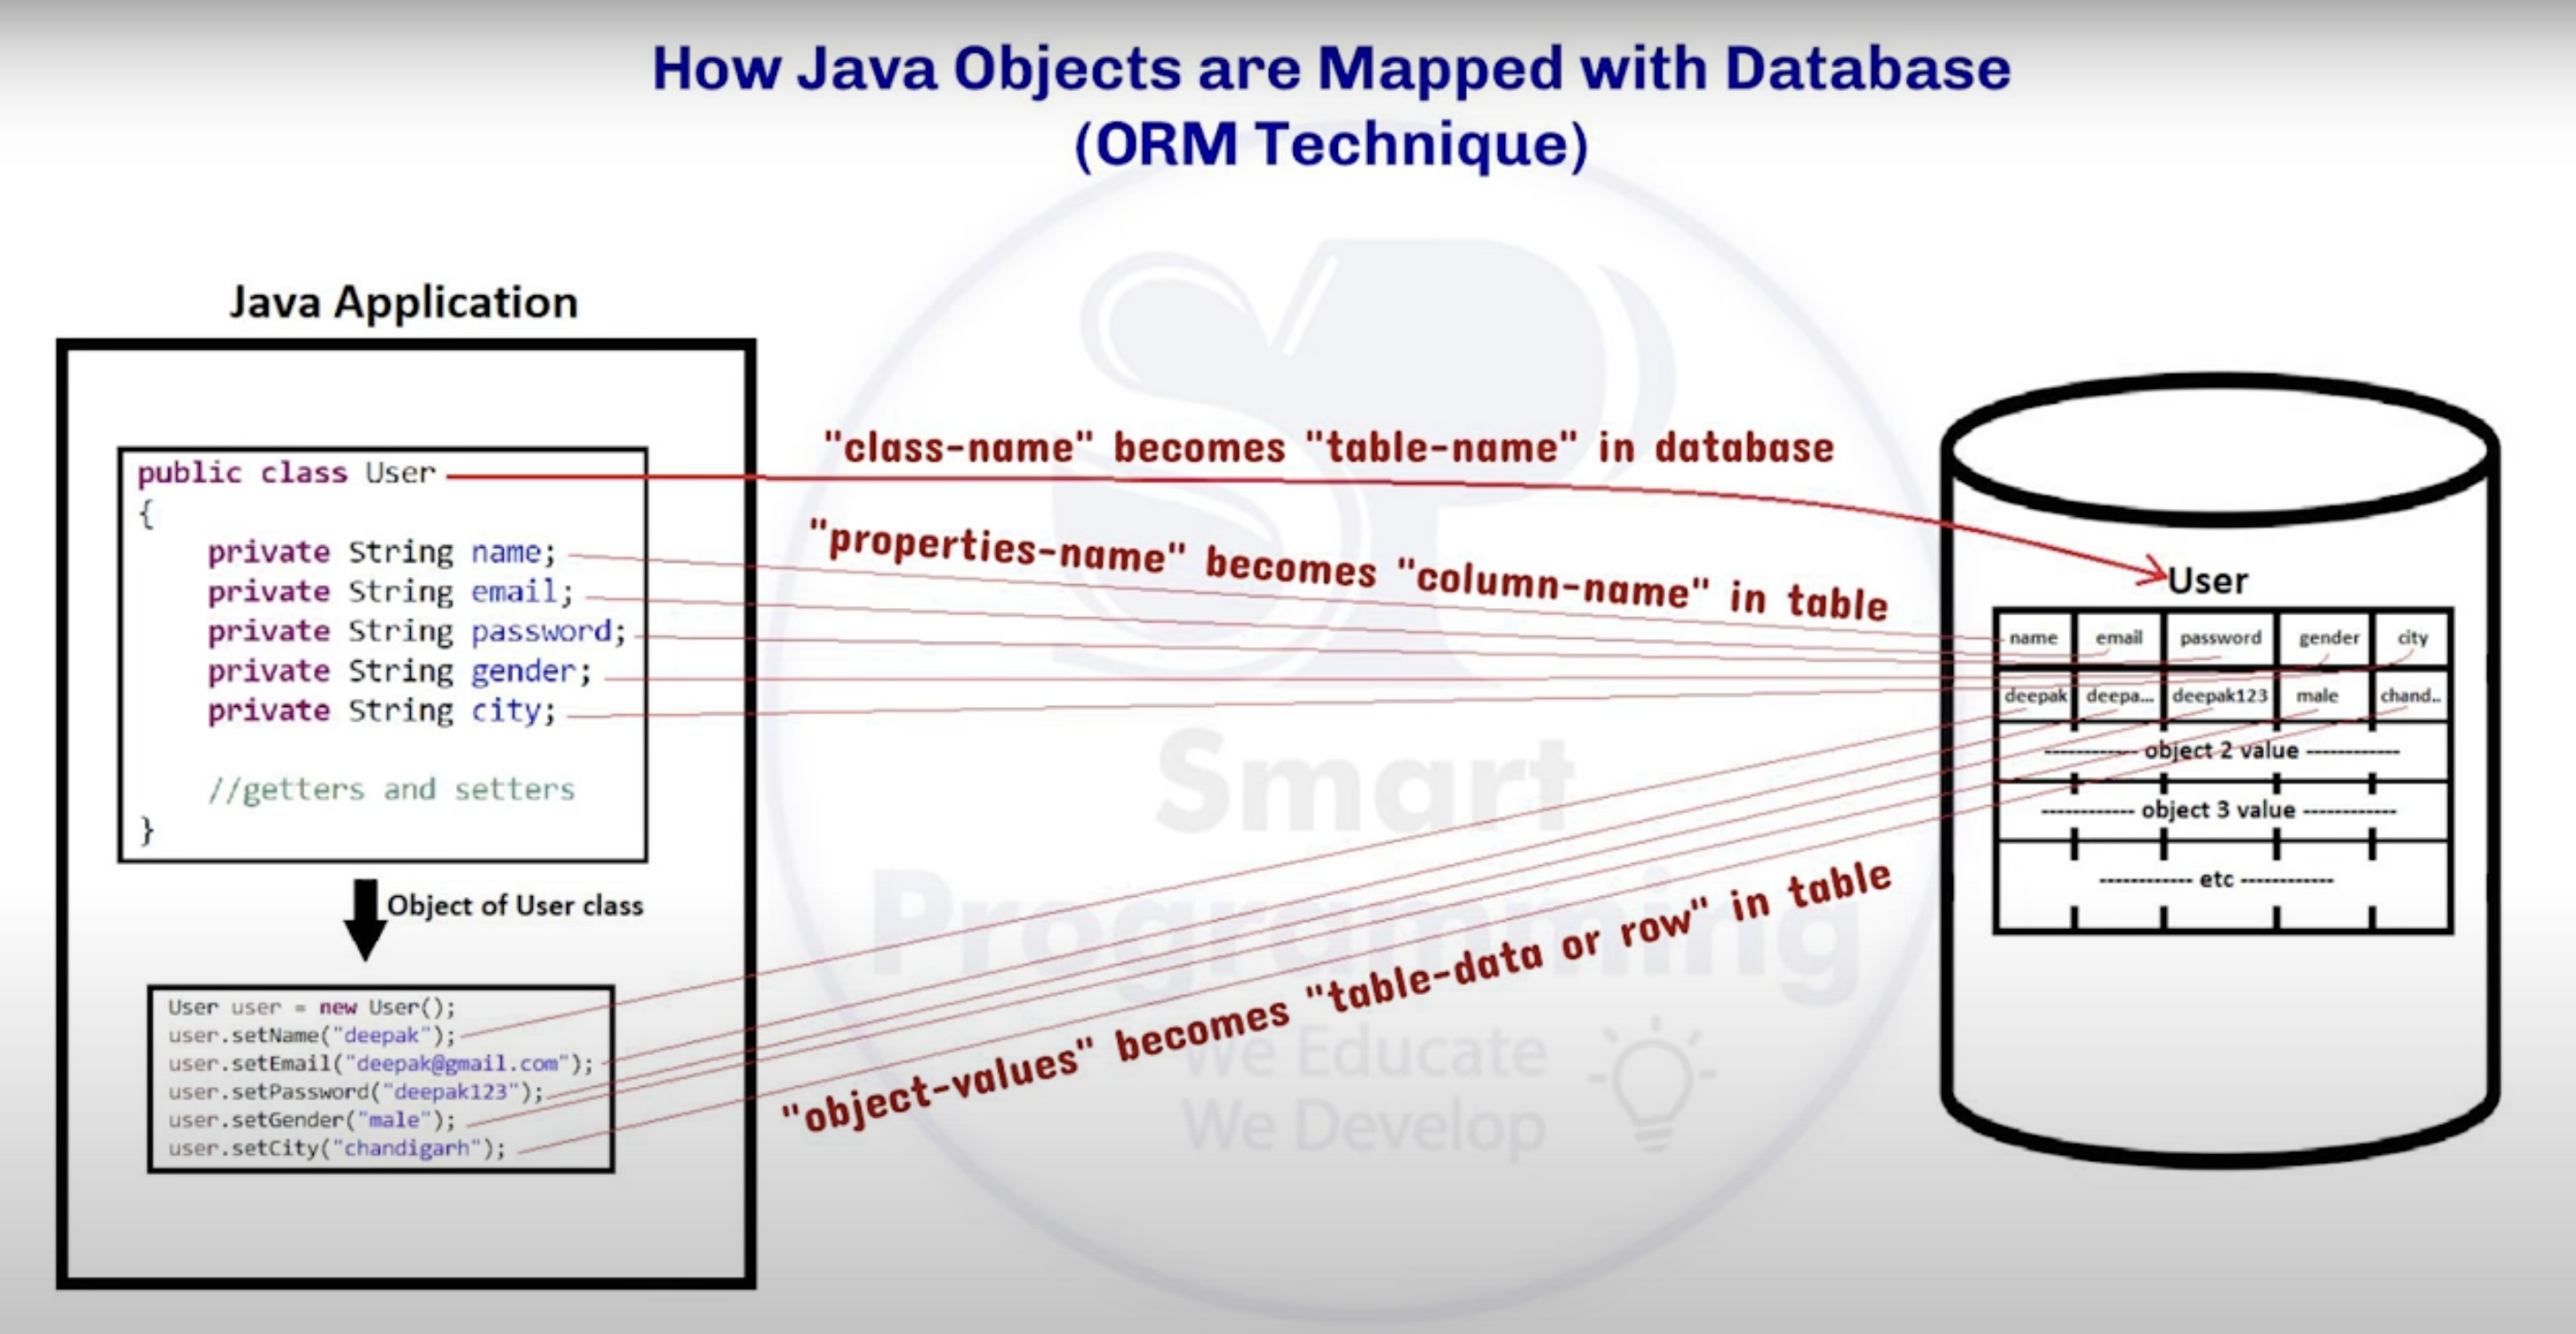 How Java Objects are Mapped with Database
(ORM Technique)
Java Application
public class User
{
private String name;
private String email;
private String password;
private String gender;
private String city;
//getters and setters
}
Object of User class
User user = new User();
user.setName("deepak");
user.setEmail("deepak@gmail.com");
user.setPassword("deepak123");
user.setGender("male");
user.setCity("chandigarh");
"class-name" becomes "table-name" in database
"properties-name" becomes "column-name" in table
"object-values" becomes "table-data or row" in table
User
name email password gender city
deepak deepa... deepak123 male chand..
------------ object 2 value ------------
------------ object 3 value ------------
------------ etc ------------
SP
Smart
Programming
We Educate
We Develop